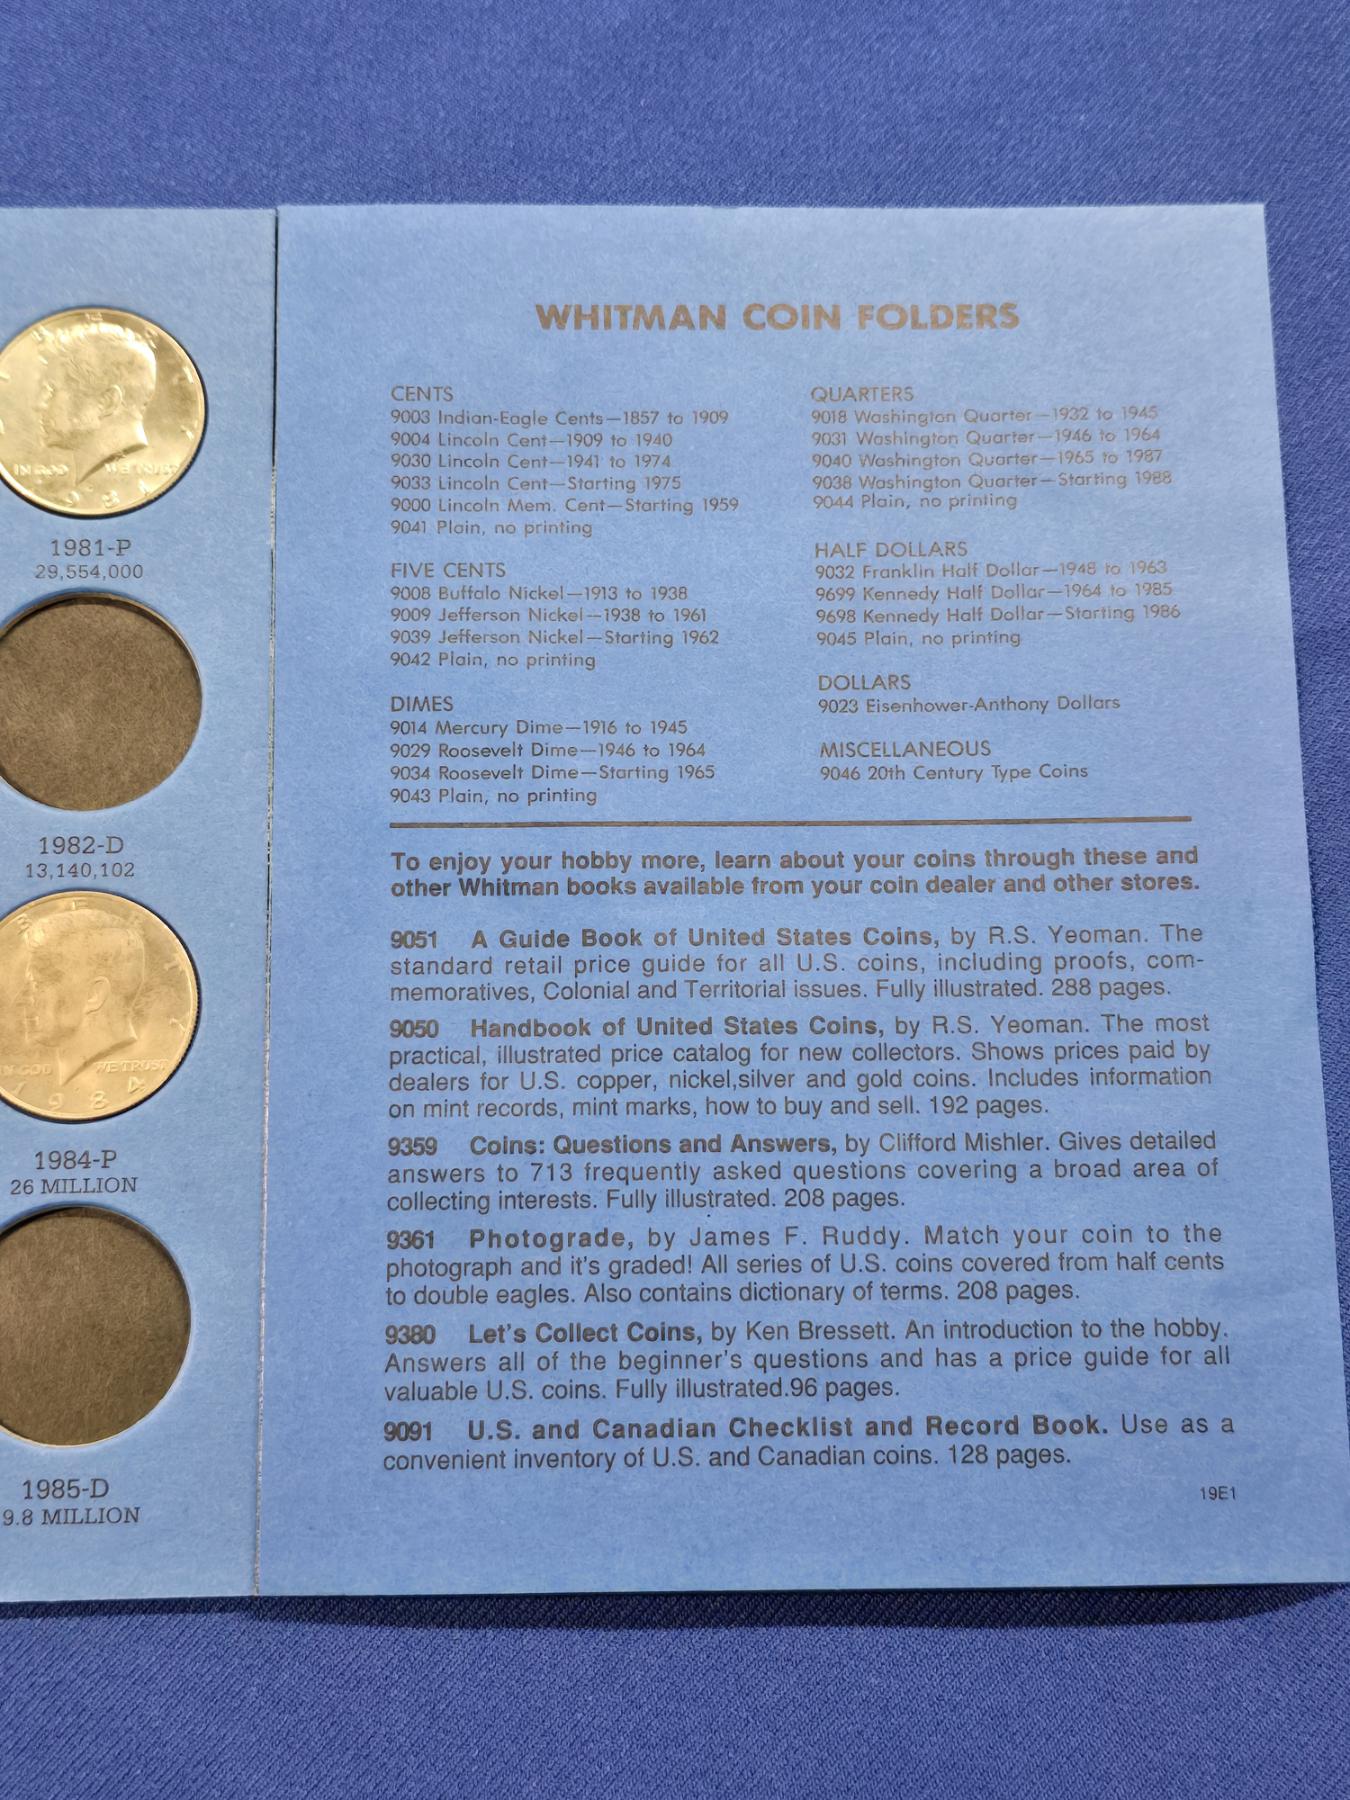 IN GOD WE TRUST
1981
1981-P
29,554,000
1982-D
13,140,102
IN GOD WE TRUST
1984
1984-P
26 MILLION
1985-D
9.8 MILLION
WHITMAN COIN FOLDERS
CENTS
9003 Indian-Eagle Cents—1857 to 1909
9004 Lincoln Cent—1909 to 1940
9030 Lincoln Cent—1941 to 1974
9033 Lincoln Cent—Starting 1975
9000 Lincoln Mem. Cent—Starting 1959
9041 Plain, no printing
FIVE CENTS
9008 Buffalo Nickel—1913 to 1938
9009 Jefferson Nickel—1938 to 1961
9039 Jefferson Nickel—Starting 1962
9042 Plain, no printing
DIMES
9014 Mercury Dime—1916 to 1945
9029 Roosevelt Dime—1946 to 1964
9034 Roosevelt Dime—Starting 1965
9043 Plain, no printing
QUARTERS
9018 Washington Quarter—1932 to 1945
9031 Washington Quarter—1946 to 1964
9040 Washington Quarter—1965 to 1987
9038 Washington Quarter—Starting 1988
9044 Plain, no printing
HALF DOLLARS
9032 Franklin Half Dollar—1948 to 1963
9699 Kennedy Half Dollar—1964 to 1985
9698 Kennedy Half Dollar—Starting 1986
9045 Plain, no printing
DOLLARS
9023 Eisenhower-Anthony Dollars
MISCELLANEOUS
9046 20th Century Type Coins
To enjoy your hobby more, learn about your coins through these and
other Whitman books available from your coin dealer and other stores.
9051 A Guide Book of United States Coins, by R.S. Yeoman. The
standard retail price guide for all U.S. coins, including proofs, com-
memoratives, Colonial and Territorial issues. Fully illustrated. 288 pages.
9050 Handbook of United States Coins, by R.S. Yeoman. The most
practical, illustrated price catalog for new collectors. Shows prices paid by
dealers for U.S. copper, nickel,silver and gold coins. Includes information
on mint records, mint marks, how to buy and sell. 192 pages.
9359 Coins: Questions and Answers, by Clifford Mishler. Gives detailed
answers to 713 frequently asked questions covering a broad area of
collecting interests. Fully illustrated. 208 pages.
9361 Photograde, by James F. Ruddy. Match your coin to the
photograph and it's graded! All series of U.S. coins covered from half cents
to double eagles. Also contains dictionary of terms. 208 pages.
9380 Let's Collect Coins, by Ken Bressett. An introduction to the hobby.
Answers all of the beginner's questions and has a price guide for all
valuable U.S. coins. Fully illustrated.96 pages.
9091 U.S. and Canadian Checklist and Record Book. Use as a
convenient inventory of U.S. and Canadian coins. 128 pages.
19E1